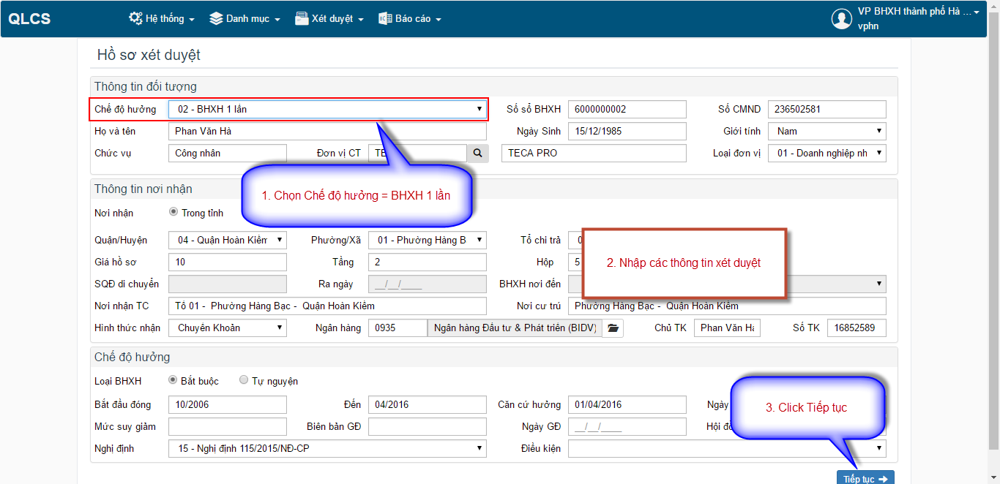 QLCS Hệ thống Danh mục Xét duyệt Báo cáo VP BHXH thành phố Hà ...
vphn
Hồ sơ xét duyệt
Thông tin đối tượng
Chế độ hưởng 02 - BHXH 1 lần Số sổ BHXH 6000000002 Số CMND 236502581
Họ và tên Phan Văn Hà Ngày Sinh 15/12/1985 Giới tính Nam
Chức vụ Công nhân Đơn vị CT TECA PRO Loại đơn vị 01 - Doanh nghiệp nh
Thông tin nơi nhận
1. Chọn Chế độ hưởng = BHXH 1 lần
Nơi nhận Trong tỉnh
Quận/Huyện 04 - Quận Hoàn Kiếm Phường/Xã 01 - Phường Hàng B Tổ chi trả 0
Giá hồ sơ 10 Tầng 2 Hộp 5
2. Nhập các thông tin xét duyệt
SQĐ di chuyển Ra ngày __/__/____ BHXH nơi đến
Nơi nhận TC Tổ 01 - Phường Hàng Bạc - Quận Hoàn Kiếm Nơi cư trú Phường Hàng Bạc - Quận Hoàn Kiếm
Hình thức nhận Chuyển Khoản Ngân hàng 0935 Ngân hàng Đầu tư & Phát triển (BIDV) Chủ TK Phan Văn Hà Số TK 16852589
Chế độ hưởng
Loại BHXH Bắt buộc Tự nguyện
Bắt đầu đóng 10/2006 Đến 04/2016 Căn cứ hưởng 01/04/2016 Ngày
3. Click Tiếp tục
Mức suy giảm Biên bản GĐ Ngày GĐ __/__/____ Hội đồ
Nghị định 15 - Nghị định 115/2015/NĐ-CP Điều kiện
Tiếp tục